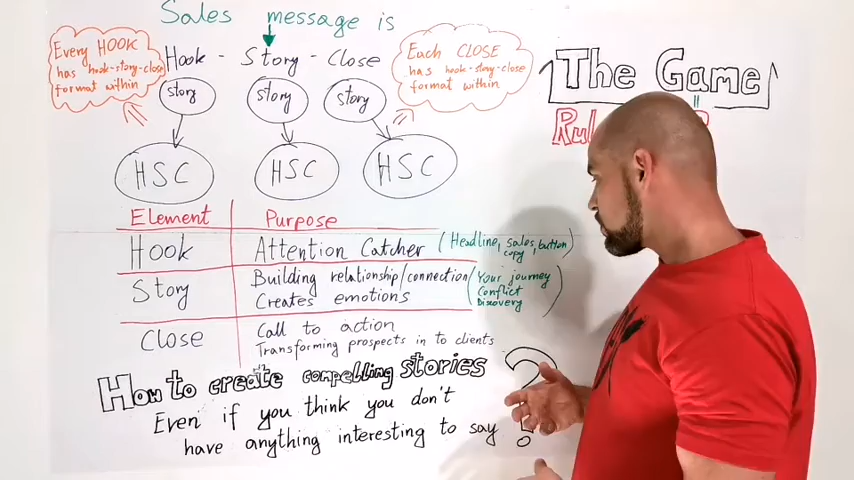 Sales message is
Hook - Story - Close
Every HOOK
has hook-story-close
format within
Each CLOSE
has hook-story-close
format within
story
story
story
HSC
HSC
HSC
The Game
Element
Purpose
Hook
Attention Catcher
(Headline, sales, button
copy)
Story
Building relationship/connection
Creates emotions
(Your journey
Conflict
Discovery)
Close
Call to action
Transforming prospects in to clients
How to create compelling stories
Even if you think you don't
have anything interesting to say
?